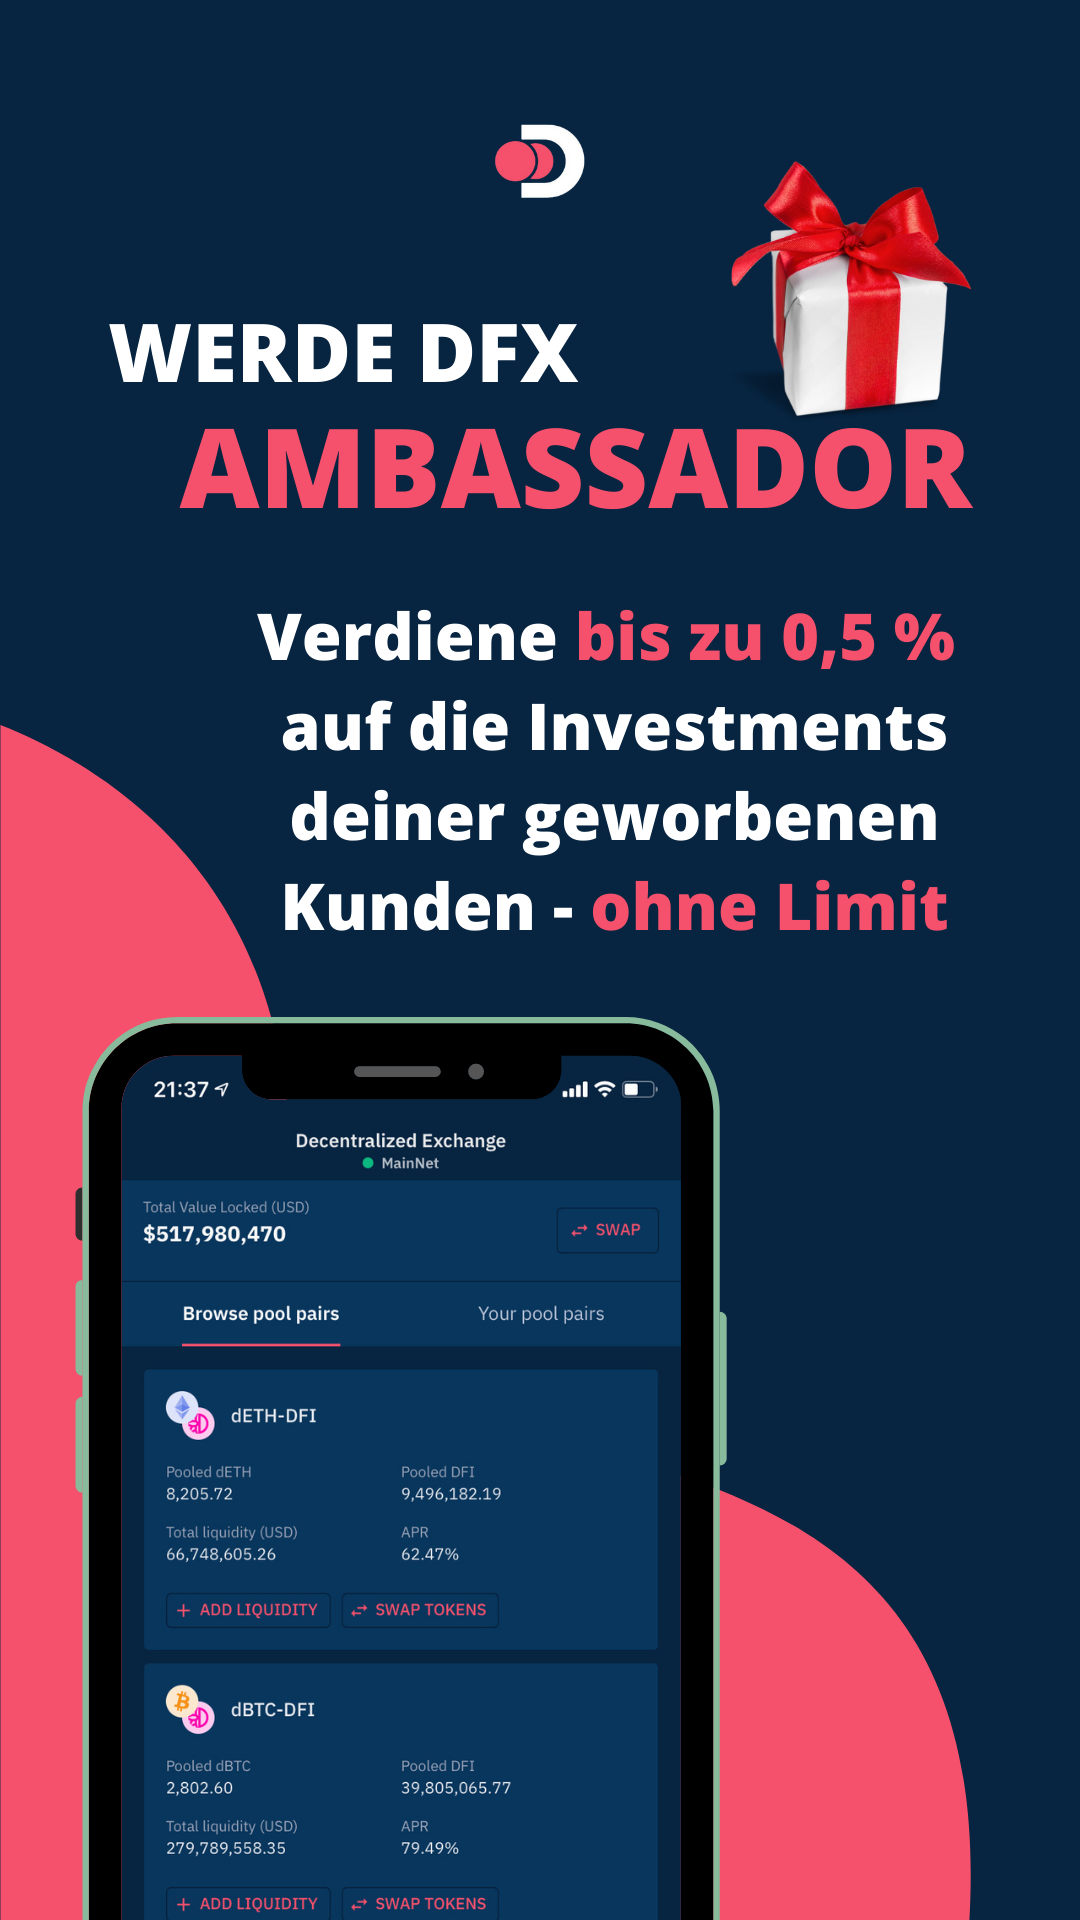 WERDE DFX
AMBASSADOR
Verdiene bis zu 0,5 %
auf die Investments
deiner geworbenen
Kunden - ohne Limit
21:37
Decentralized Exchange
MainNet
Total Value Locked (USD)
$517,980,470
SWAP
Browse pool pairs Your pool pairs
dETH-DFI
Pooled dETH Pooled DFI
8,205.72 9,496,182.19
Total liquidity (USD) APR
66,748,605.26 62.47%
+ ADD LIQUIDITY SWAP TOKENS
dBTC-DFI
Pooled dBTC Pooled DFI
2,802.60 39,805,065.77
Total liquidity (USD) APR
279,789,558.35 79.49%
+ ADD LIQUIDITY SWAP TOKENS